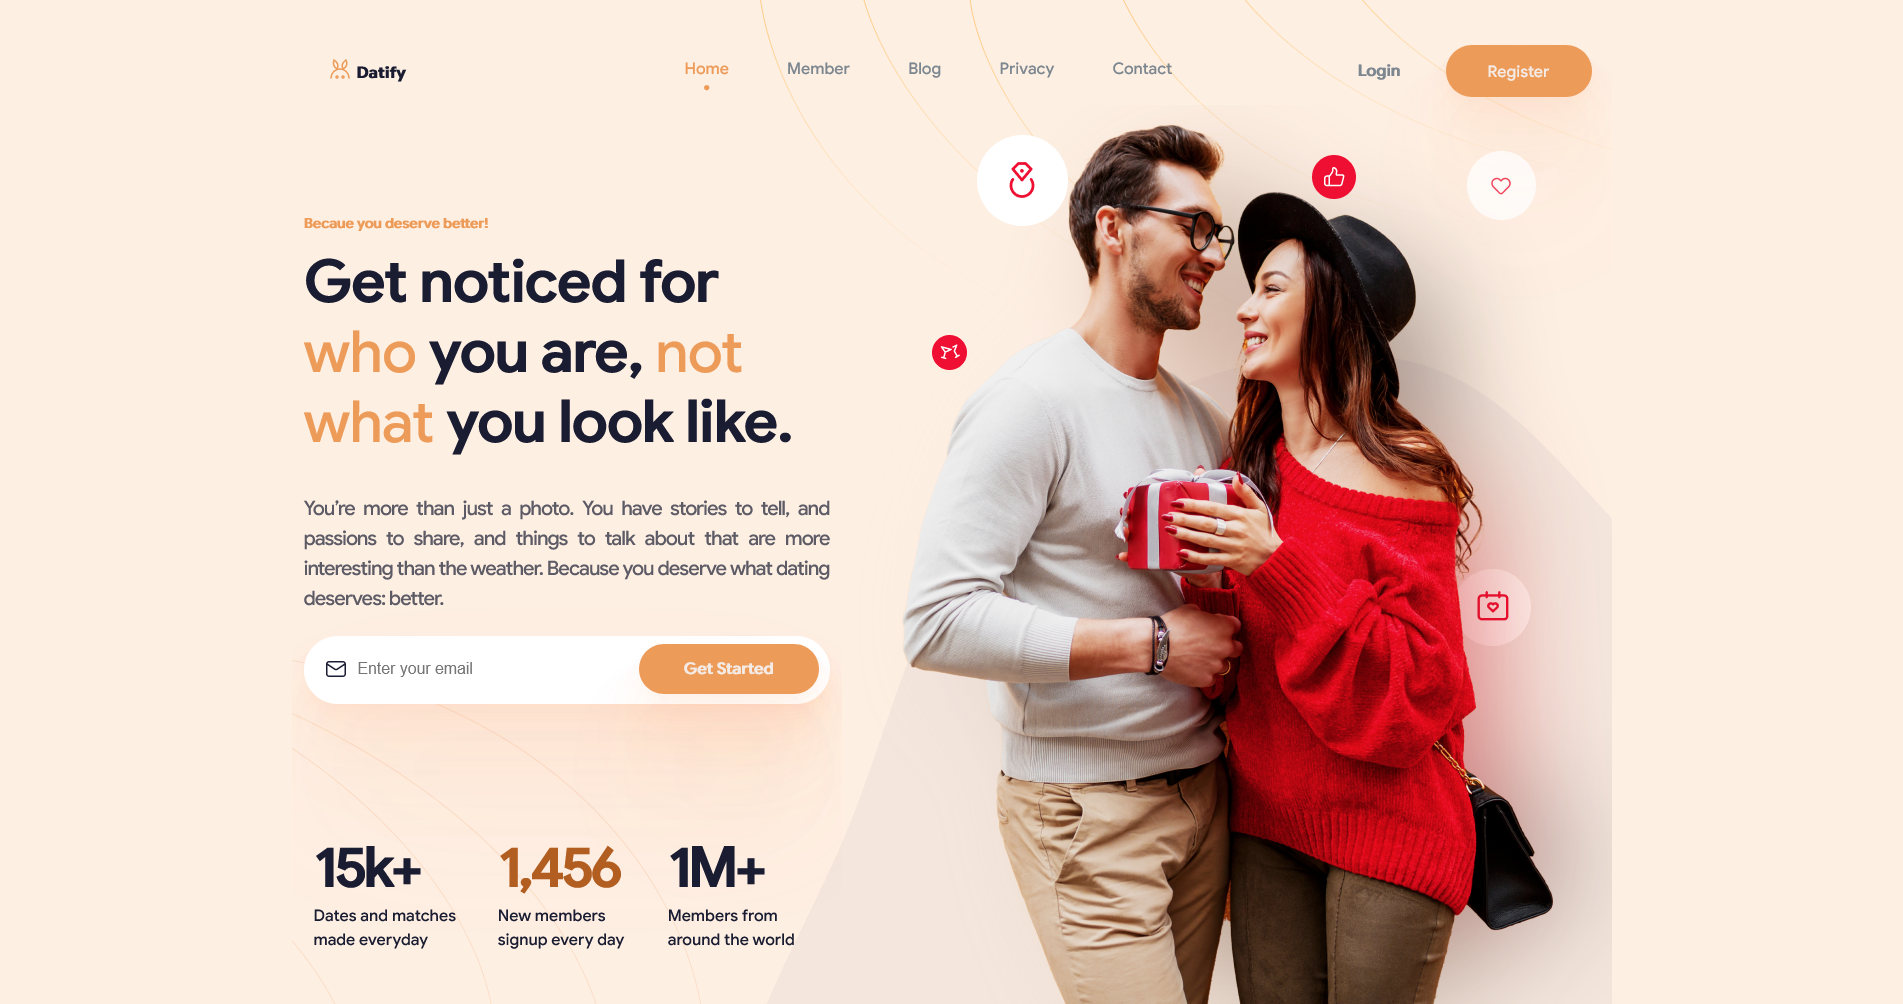 Datify
Home
Member
Blog
Privacy
Contact
Login
Register
Becaue you deserve better!
Get noticed for
who you are, not
what you look like.
You’re more than just a photo. You have stories to tell, and
passions to share, and things to talk about that are more
interesting than the weather. Because you deserve what dating
deserves: better.
Enter your email
Get Started
15k+
Dates and matches
made everyday
1,456
New members
signup every day
1M+
Members from
around the world